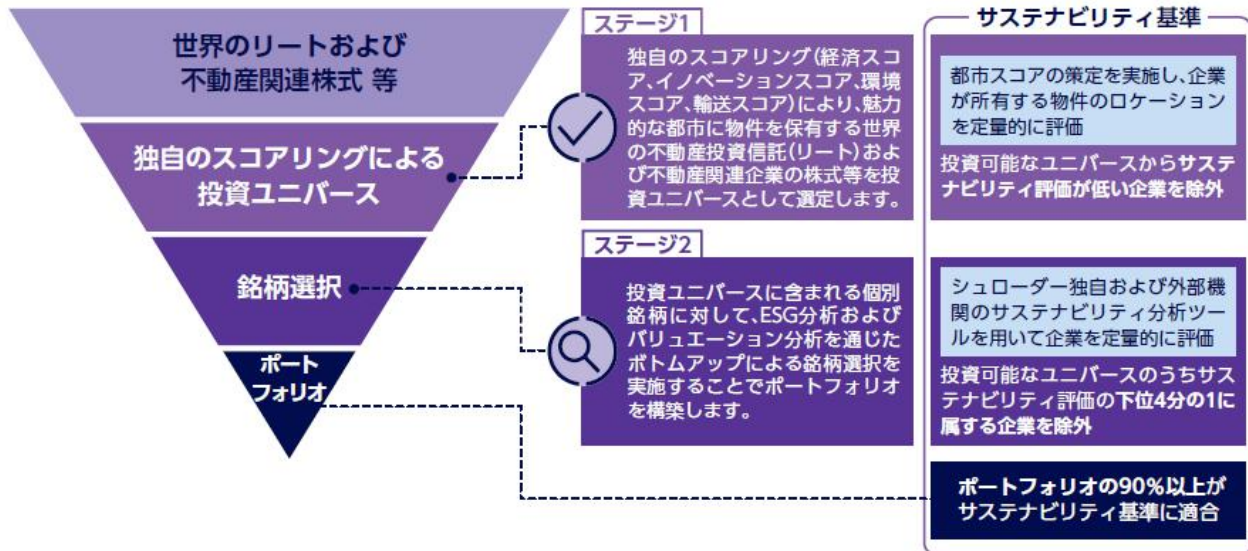 世界のリートおよび
不動産関連株式 等
独自のスコアリングによる
投資ユニバース
銘柄選択
ポート
フォリオ
ステージ1
独自のスコアリング(経済スコ
ア、イノベーションスコア、環境
スコア、輸送スコア)により、魅力
的な都市に物件を保有する世界
の不動産投資信託(リート)およ
び不動産関連企業の株式等を投
資ユニバースとして選定します。
ステージ2
投資ユニバースに含まれる個別
銘柄に対して、ESG分析および
バリュエーション分析を通じた
ボトムアップによる銘柄選択を
実施することでポートフォリオ
を構築します。
サステナビリティ基準
都市スコアの策定を実施し、企業
が所有する物件のロケーション
を定量的に評価
投資可能なユニバースからサステ
ナビリティ評価が低い企業を除外
シュローダー独自および外部機
関のサステナビリティ分析ツー
ルを用いて企業を定量的に評価
投資可能なユニバースのうちサス
テナビリティ評価の下位4分の1に
属する企業を除外
ポートフォリオの90%以上が
サステナビリティ基準に適合